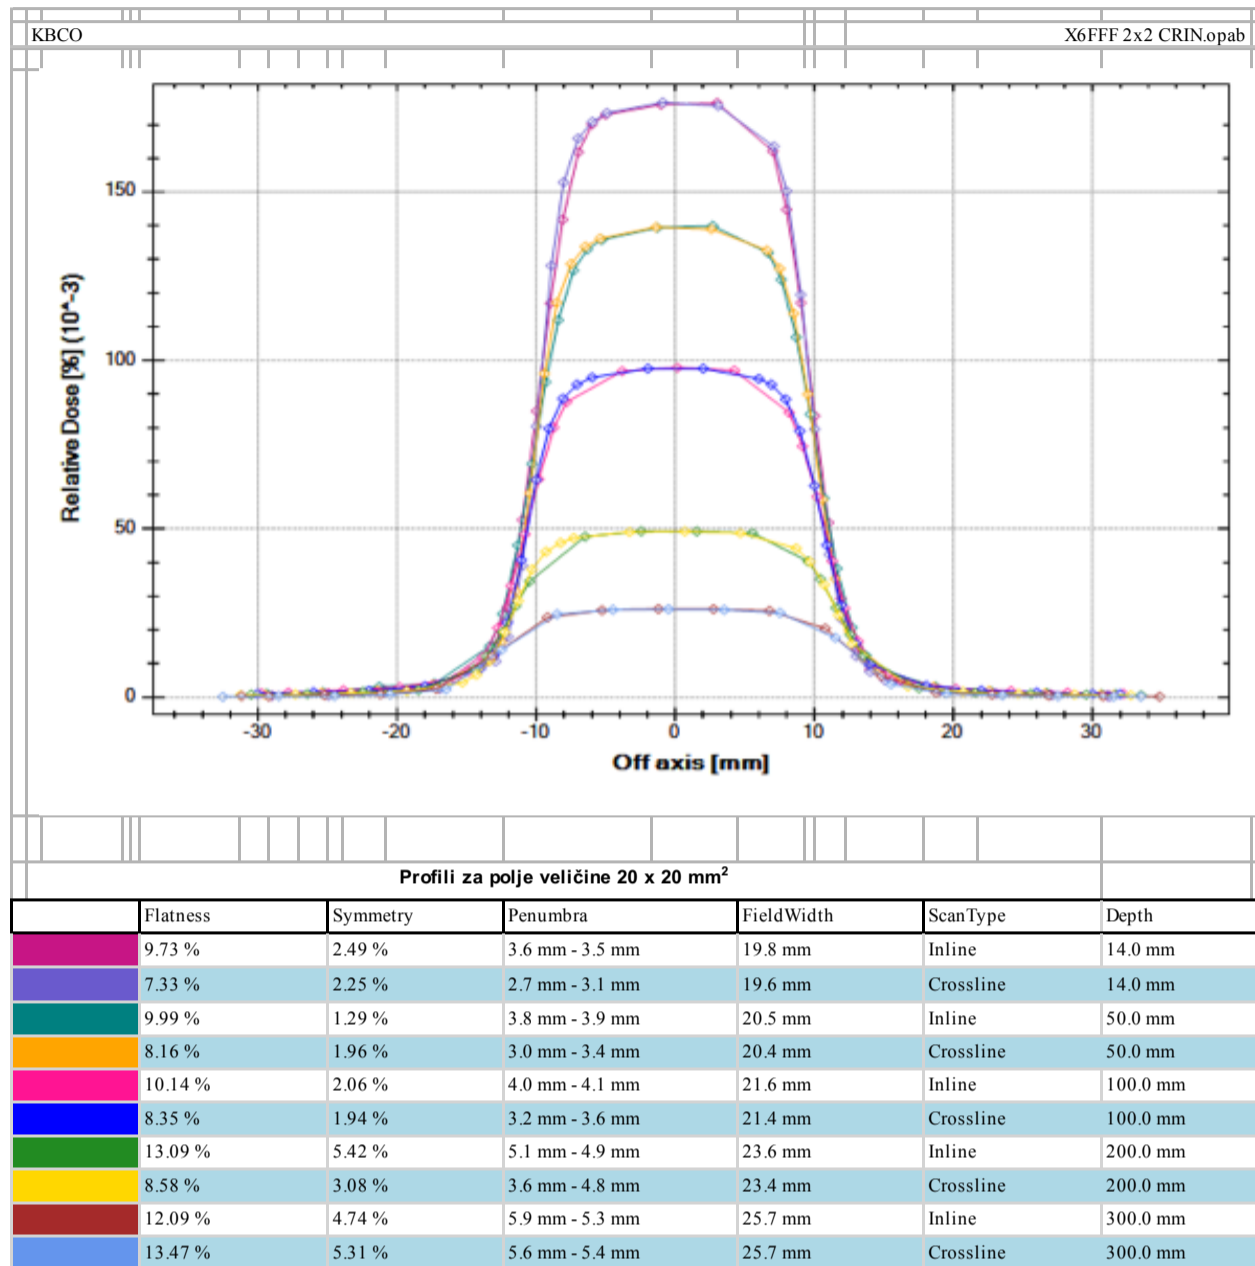 KBCO X6FFF 2x2 CRIN.opab
150
100
50
0
Relative Dose [%] (10^-3)
-30 -20 -10 0 10 20 30
Off axis [mm]
Profili za polje veličine 20 x 20 mm²
Flatness Symmetry Penumbra FieldWidth ScanType Depth
9.73 % 2.49 % 3.6 mm - 3.5 mm 19.8 mm Inline 14.0 mm
7.33 % 2.25 % 2.7 mm - 3.1 mm 19.6 mm Crossline 14.0 mm
9.99 % 1.29 % 3.8 mm - 3.9 mm 20.5 mm Inline 50.0 mm
8.16 % 1.96 % 3.0 mm - 3.4 mm 20.4 mm Crossline 50.0 mm
10.14 % 2.06 % 4.0 mm - 4.1 mm 21.6 mm Inline 100.0 mm
8.35 % 1.94 % 3.2 mm - 3.6 mm 21.4 mm Crossline 100.0 mm
13.09 % 5.42 % 5.1 mm - 4.9 mm 23.6 mm Inline 200.0 mm
8.58 % 3.08 % 3.6 mm - 4.8 mm 23.4 mm Crossline 200.0 mm
12.09 % 4.74 % 5.9 mm - 5.3 mm 25.7 mm Inline 300.0 mm
13.47 % 5.31 % 5.6 mm - 5.4 mm 25.7 mm Crossline 300.0 mm